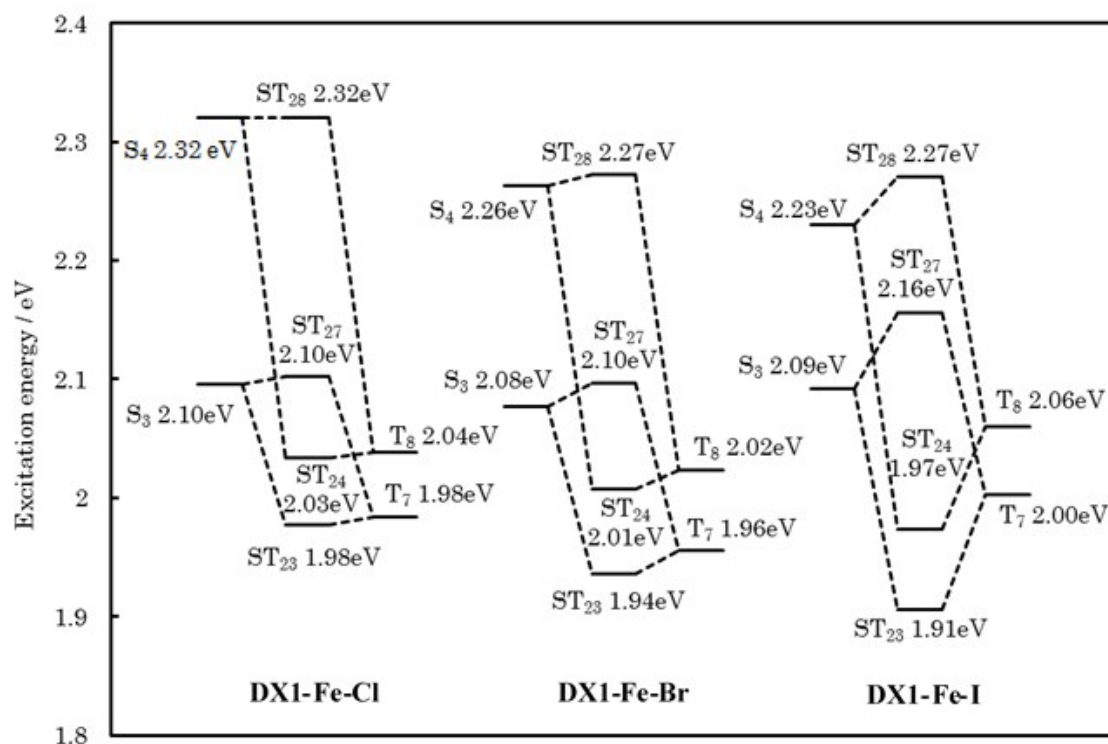 2.4
2.3
2.2
2.1
2
1.9
1.8
Excitation energy / eV
ST₂₈ 2.32eV
S₄ 2.32 eV
ST₂₇
2.10eV
S₃ 2.10eV
T₈ 2.04eV
ST₂₄
2.03eV
T₇ 1.98eV
ST₂₃ 1.98eV
DX1-Fe-Cl
ST₂₈ 2.27eV
S₄ 2.26eV
ST₂₇
2.10eV
S₃ 2.08eV
T₈ 2.02eV
ST₂₄
2.01eV
T₇ 1.96eV
ST₂₃ 1.94eV
DX1-Fe-Br
ST₂₈ 2.27eV
S₄ 2.23eV
ST₂₇
2.16eV
S₃ 2.09eV
T₈ 2.06eV
ST₂₄
1.97eV
T₇ 2.00eV
ST₂₃ 1.91eV
DX1-Fe-I